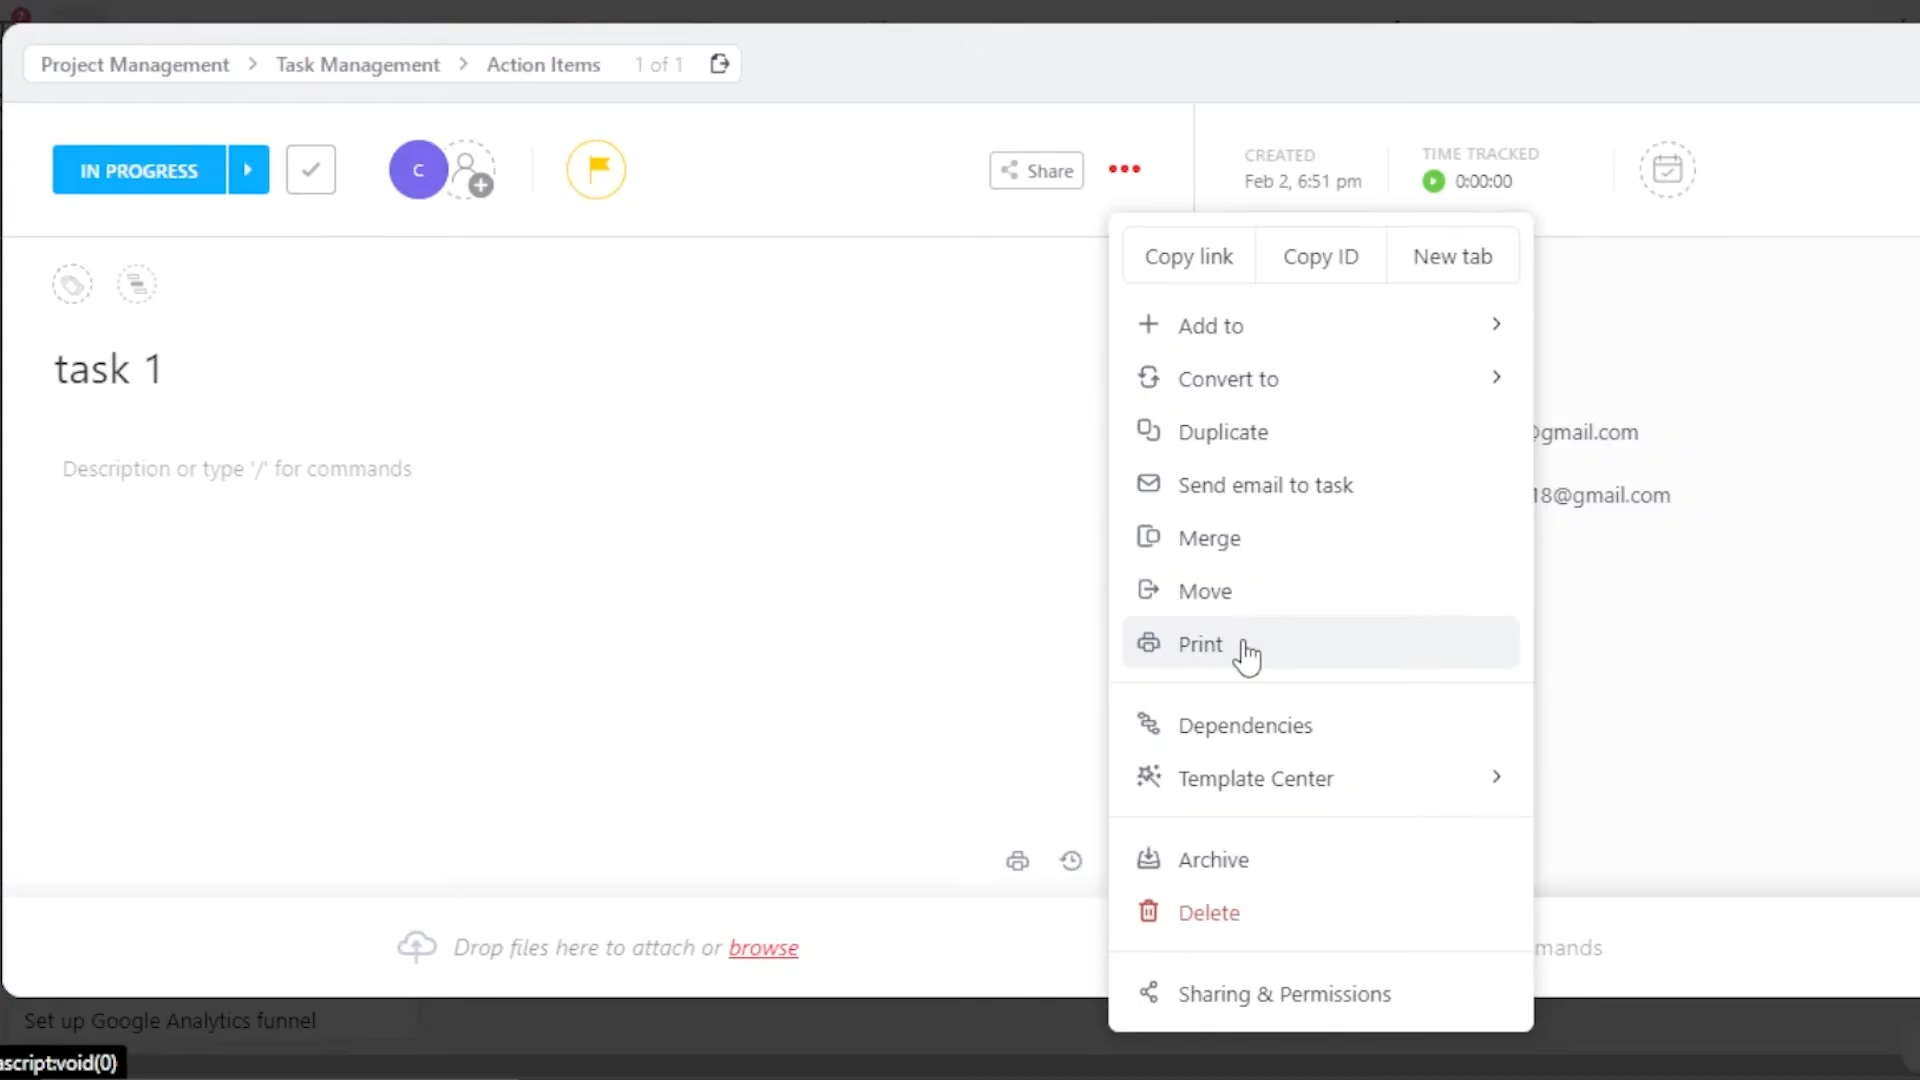 Project Management > Task Management > Action Items 1 of 1
IN PROGRESS
C
Share
CREATED
Feb 2, 6:51 pm
TIME TRACKED
0:00:00
Copy link
Copy ID
New tab
Add to
Convert to
Duplicate
Send email to task
Merge
Move
Print
Dependencies
Template Center
Archive
Delete
Sharing & Permissions
task 1
Description or type '/' for commands
@gmail.com
18@gmail.com
Drop files here to attach or browse
mands
Set up Google Analytics funnel
ascript:void(0)